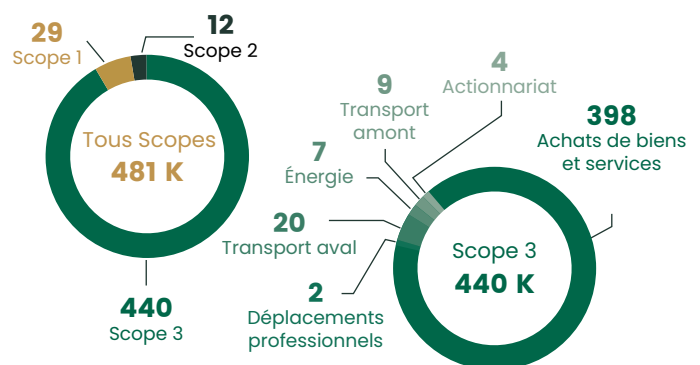 29
Scope 1
12
Scope 2
Tous Scopes
481 K
440
Scope 3
4
Actionnariat
9
Transport
amont
7
Énergie
20
Transport aval
2
Déplacements
professionnels
398
Achats de biens
et services
Scope 3
440 K